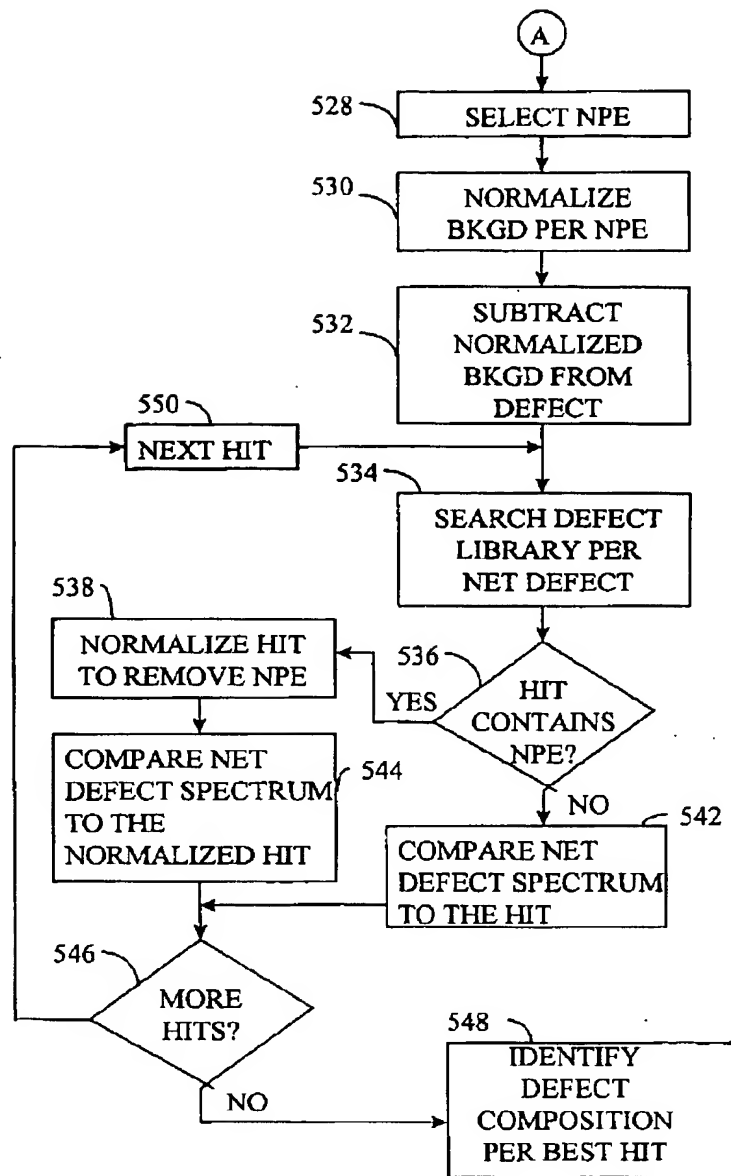 A
528
SELECT NPE
530
NORMALIZE
BKGD PER NPE
532
SUBTRACT
NORMALIZED
BKGD FROM
DEFECT
550
NEXT HIT
534
SEARCH DEFECT
LIBRARY PER
NET DEFECT
538
NORMALIZE HIT
TO REMOVE NPE
536
YES
HIT
CONTAINS
NPE?
COMPARE NET
DEFECT SPECTRUM
TO THE
NORMALIZED HIT
544
NO
542
COMPARE NET
DEFECT SPECTRUM
TO THE HIT
546
MORE
HITS?
NO
548
IDENTIFY
DEFECT
COMPOSITION
PER BEST HIT